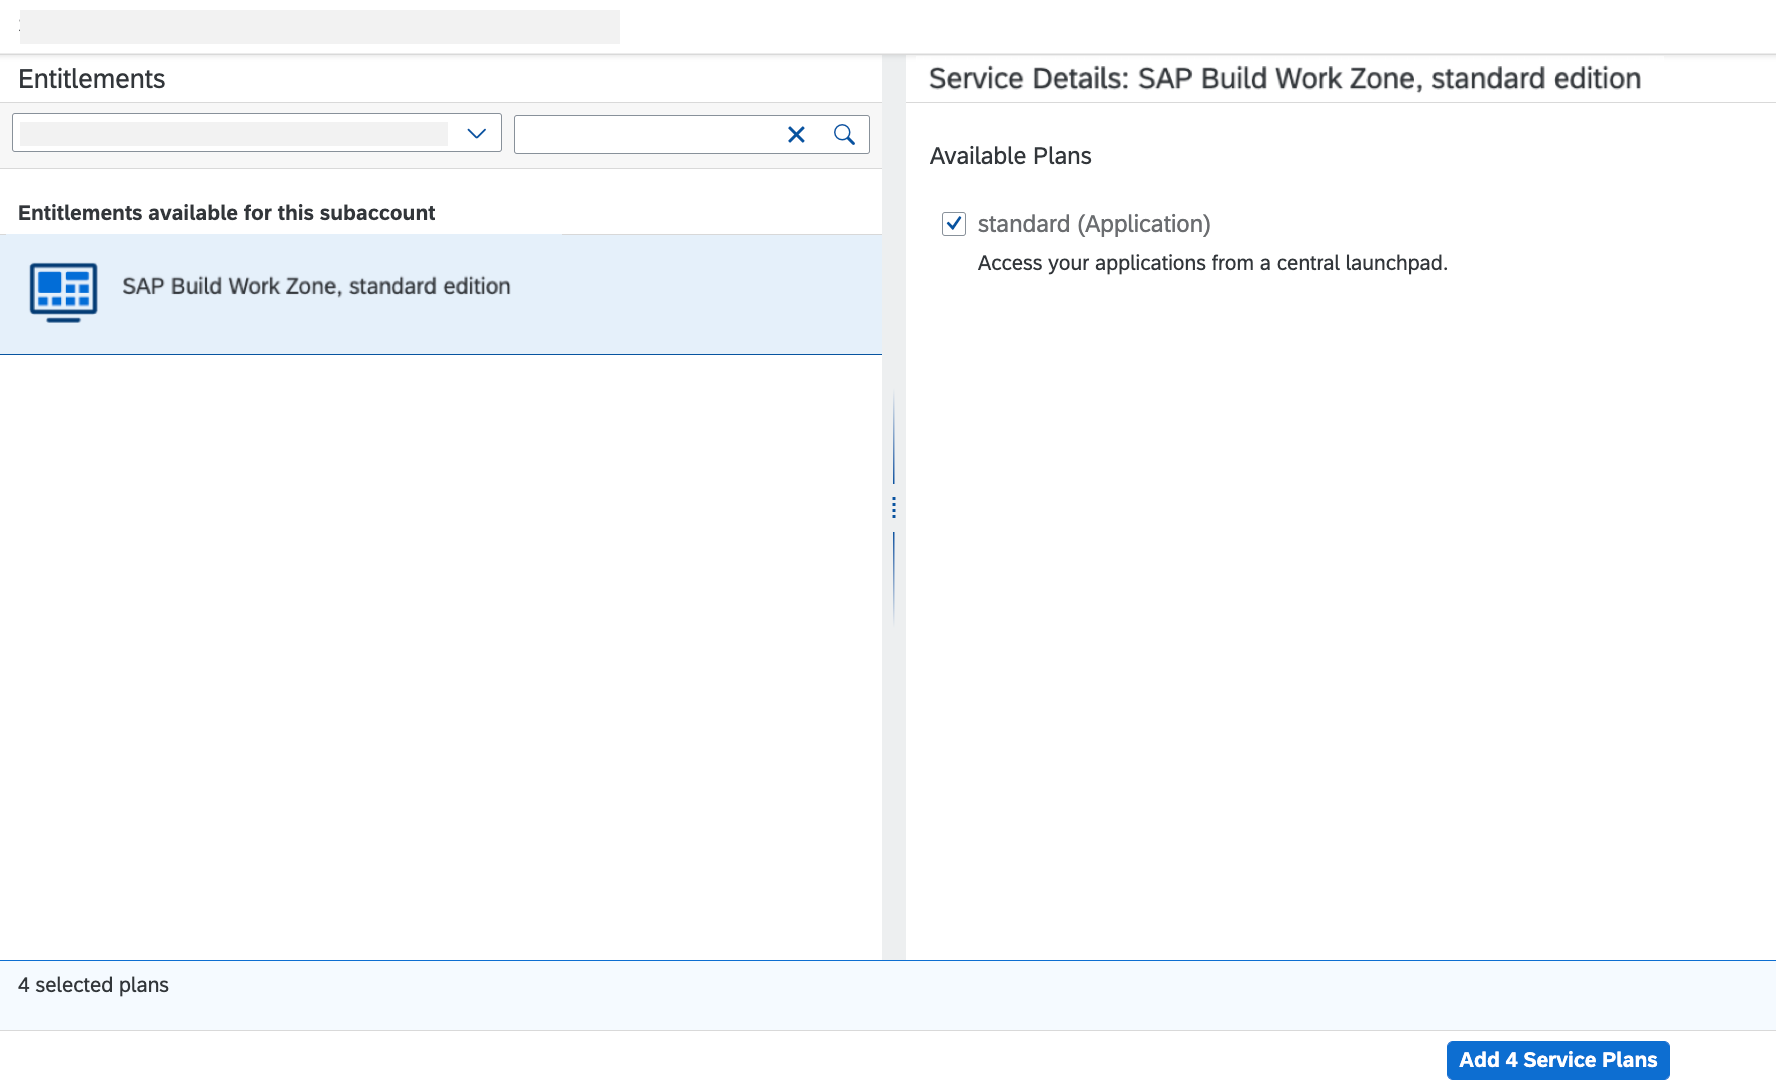 Entitlements
Service Details: SAP Build Work Zone, standard edition
Available Plans
Entitlements available for this subaccount
standard (Application)
Access your applications from a central launchpad.
SAP Build Work Zone, standard edition
4 selected plans
Add 4 Service Plans